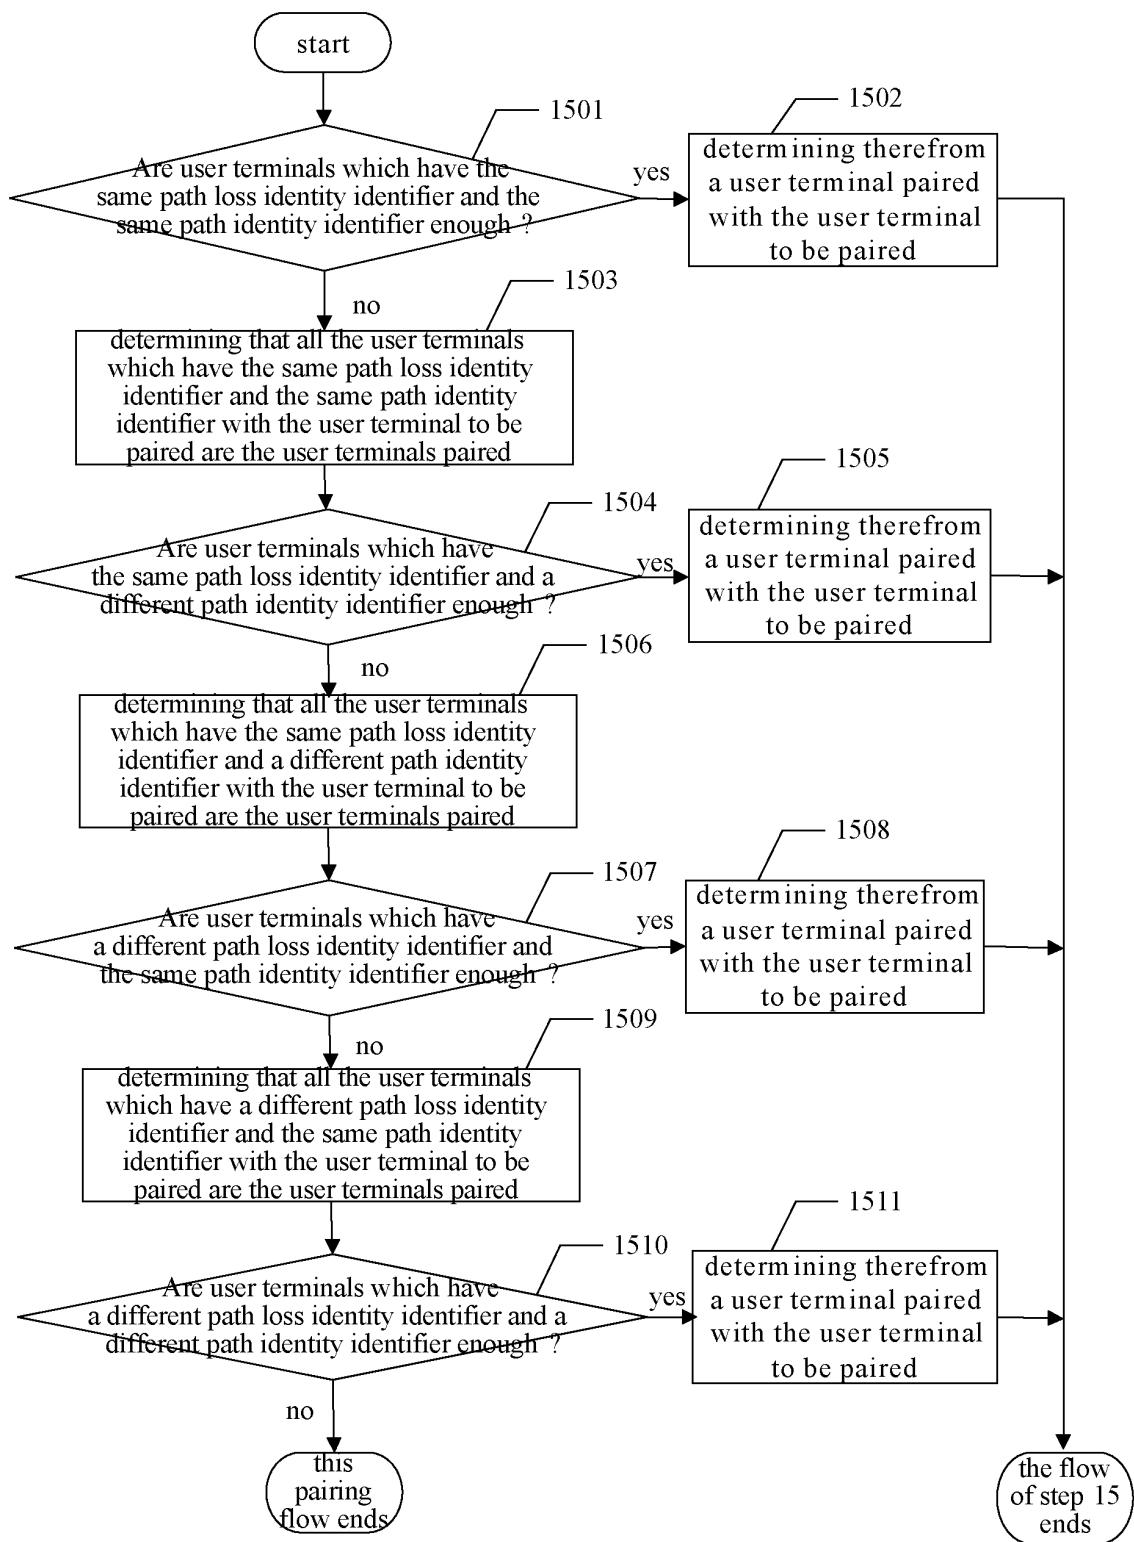 start
1501
Are user terminals which have the
same path loss identity identifier and the
same path identity identifier enough ?
yes
1502
determining therefrom
a user terminal paired
with the user terminal
to be paired
no
1503
determining that all the user terminals
which have the same path loss identity
identifier and the same path identity
identifier with the user terminal to be
paired are the user terminals paired
1504
Are user terminals which have
the same path loss identity identifier and a
different path identity identifier enough ?
yes
1505
determining therefrom
a user terminal paired
with the user terminal
to be paired
no
1506
determining that all the user terminals
which have the same path loss identity
identifier and a different path identity
identifier with the user terminal to be
paired are the user terminals paired
1507
Are user terminals which have
a different path loss identity identifier and
the same path identity identifier enough ?
yes
1508
determining therefrom
a user terminal paired
with the user terminal
to be paired
no
1509
determining that all the user terminals
which have a different path loss identity
identifier and the same path identity
identifier with the user terminal to be
paired are the user terminals paired
1510
Are user terminals which have
a different path loss identity identifier and a
different path identity identifier enough ?
yes
1511
determining therefrom
a user terminal paired
with the user terminal
to be paired
no
this
pairing
flow ends
the flow
of step 15
ends